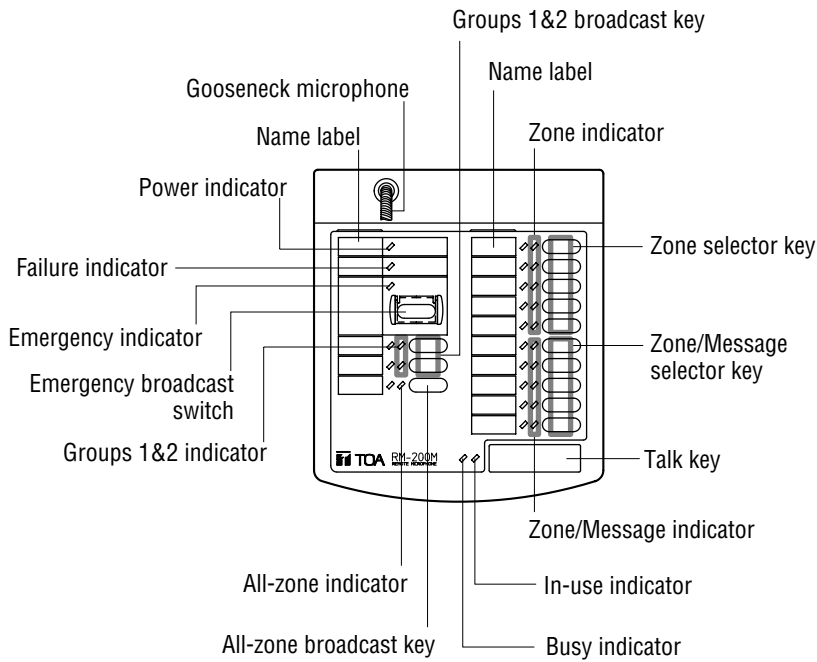 Groups 1&2 broadcast key
Name label
Gooseneck microphone
Name label
Zone indicator
Power indicator
Zone selector key
Failure indicator
Emergency indicator
Zone/Message
selector key
Emergency broadcast
switch
Groups 1&2 indicator
TOA RM-200M
REMOTE MICROPHONE
Talk key
Zone/Message indicator
All-zone indicator
In-use indicator
All-zone broadcast key
Busy indicator